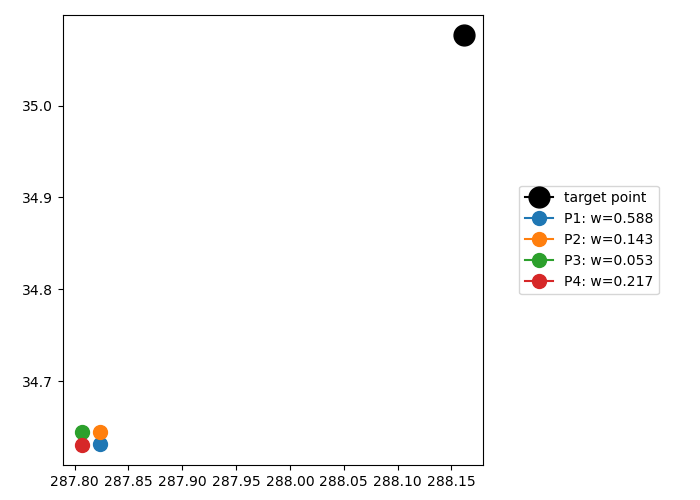 35.0
34.9
34.8
34.7
287.80 287.85 287.90 287.95 288.00 288.05 288.10 288.15
target point
P1: w=0.588
P2: w=0.143
P3: w=0.053
P4: w=0.217